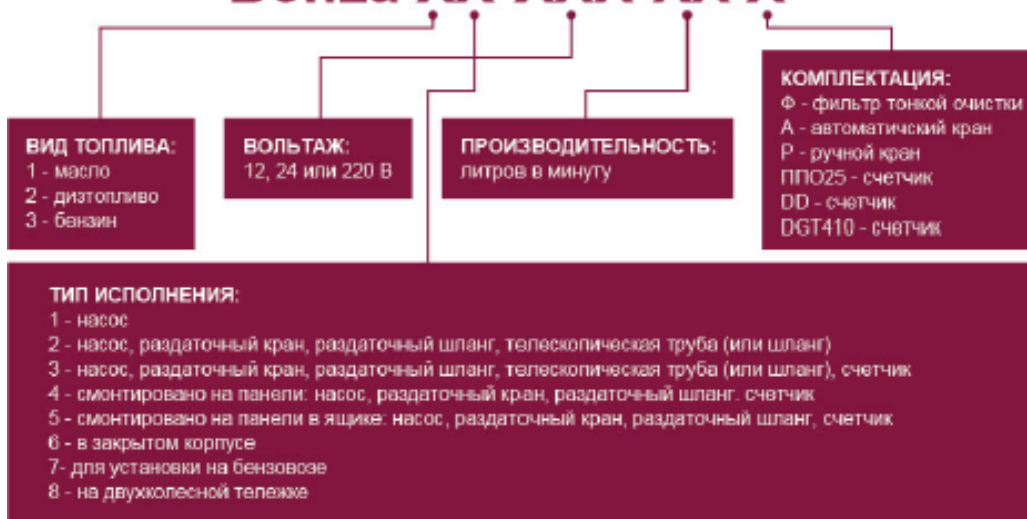 ВИД ТОПЛИВА:
1 - масло
2 - дизтопливо
3 - бензин
ВОЛЬТАЖ:
12, 24 или 220 В
ПРОИЗВОДИТЕЛЬНОСТЬ:
литров в минуту
КОМПЛЕКТАЦИЯ:
Ф - фильтр тонкой очистки
А - автоматичский кран
Р - ручной кран
ППО25 - счетчик
DD - счетчик
DGT410 - счетчик
ТИП ИСПОЛНЕНИЯ:
1 - насос
2 - насос, раздаточный кран, раздаточный шланг, телескопическая труба (или шланг)
3 - насос, раздаточный кран, раздаточный шланг, телескопическая труба (или шланг), счетчик
4 - смонтировано на панели: насос, раздаточный кран, раздаточный шланг. счетчик
5 - смонтировано на панели в ящике: насос, раздаточный кран, раздаточный шланг, счетчик
6 - в закрытом корпусе
7- для установки на бензовозе
8 - на двухколесной тележке